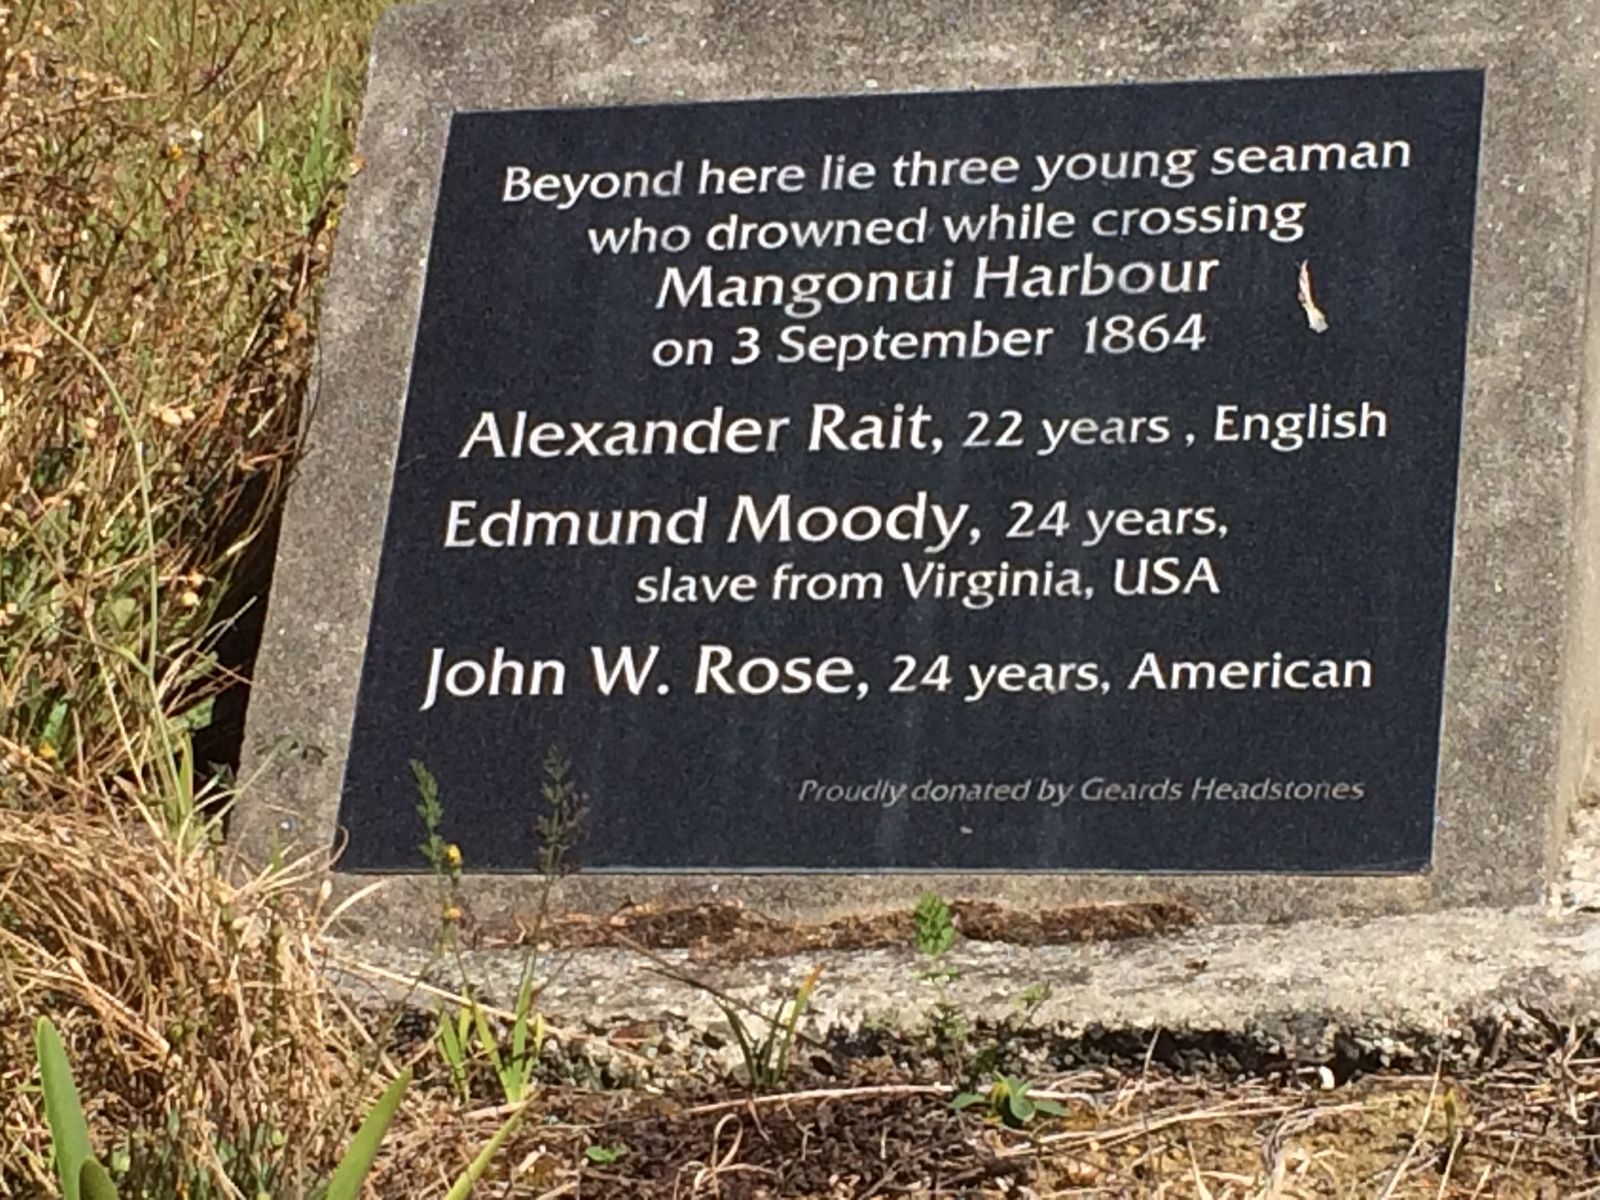 Beyond here lie three young seaman
who drowned while crossing
Mangonui Harbour
on 3 September 1864
Alexander Rait, 22 years , English
Edmund Moody, 24 years,
slave from Virginia, USA
John W. Rose, 24 years, American
Proudly donated by Geards Headstones